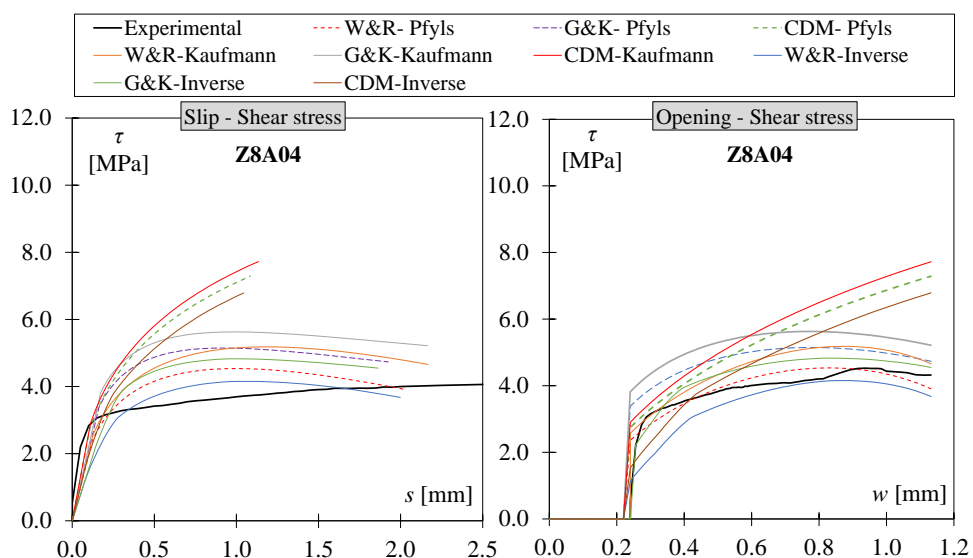 Experimental W&R- Pfyls G&K- Pfyls CDM- Pfyls
W&R-Kaufmann G&K-Kaufmann CDM-Kaufmann W&R-Inverse
G&K-Inverse CDM-Inverse
Slip - Shear stress
12.0
10.0
8.0
6.0
4.0
2.0
0.0
τ
[MPa]
Z8A04
s [mm]
0.0 0.5 1.0 1.5 2.0 2.5
Opening - Shear stress
12.0
10.0
8.0
6.0
4.0
2.0
0.0
τ
[MPa]
Z8A04
w [mm]
0.0 0.2 0.4 0.6 0.8 1.0 1.2